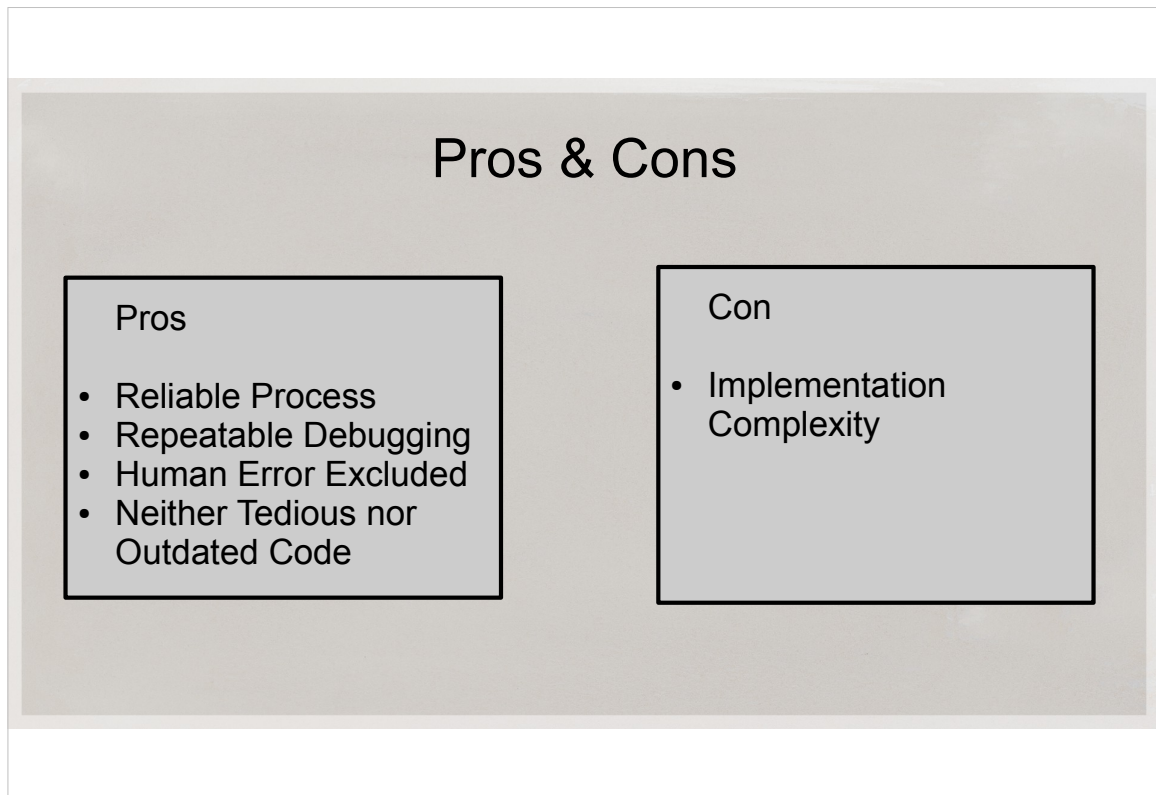 Pros & Cons
Pros
• Reliable Process
• Repeatable Debugging
• Human Error Excluded
• Neither Tedious nor
Outdated Code
Con
• Implementation
Complexity